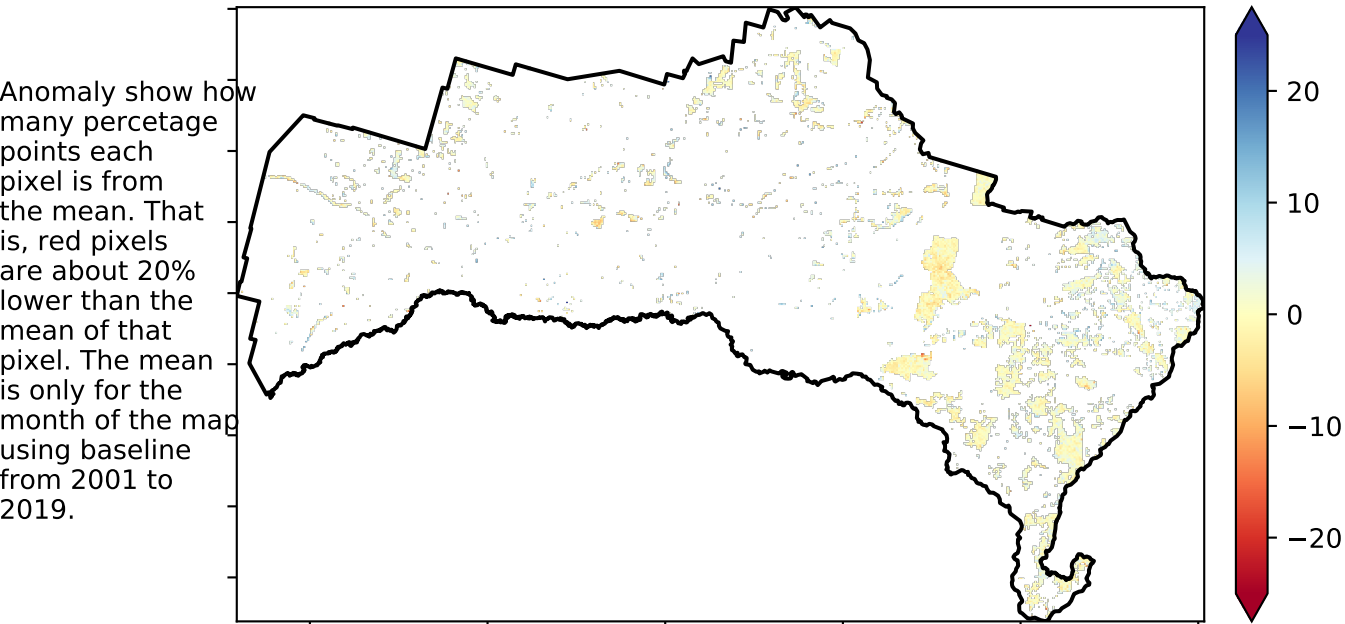 Anomaly show how
many percetage
points each
pixel is from
the mean. That
is, red pixels
are about 20%
lower than the
mean of that
pixel. The mean
is only for the
month of the map
using baseline
from 2001 to
2019.
20
10
0
−10
−20